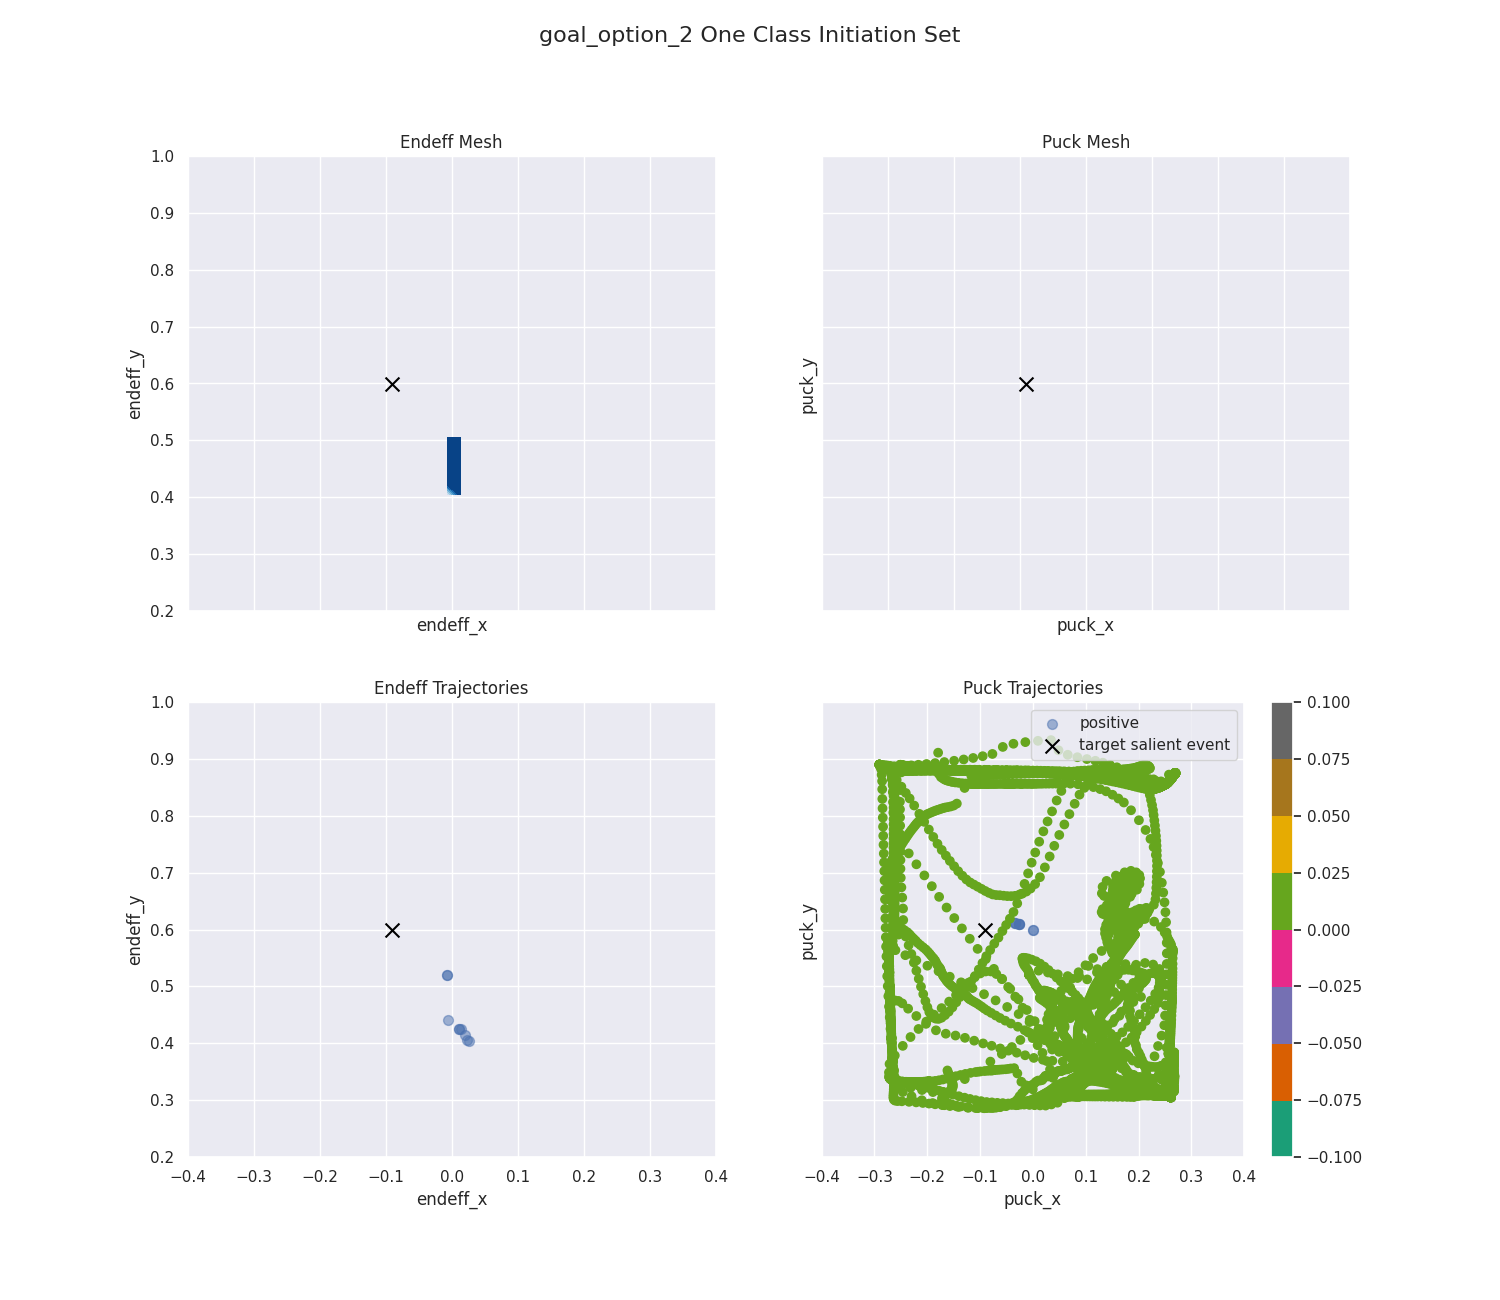 goal_option_2 One Class Initiation Set
Endeff Mesh
1.0
0.9
0.8
0.7
0.6
0.5
0.4
0.3
0.2
endeff_y
endeff_x
Puck Mesh
puck_y
puck_x
Endeff Trajectories
1.0
0.9
0.8
0.7
0.6
0.5
0.4
0.3
0.2
endeff_y
−0.4 −0.3 −0.2 −0.1 0.0 0.1 0.2 0.3 0.4
endeff_x
Puck Trajectories
positive
target salient event
puck_y
−0.4 −0.3 −0.2 −0.1 0.0 0.1 0.2 0.3 0.4
puck_x
0.100
0.075
0.050
0.025
0.000
−0.025
−0.050
−0.075
−0.100